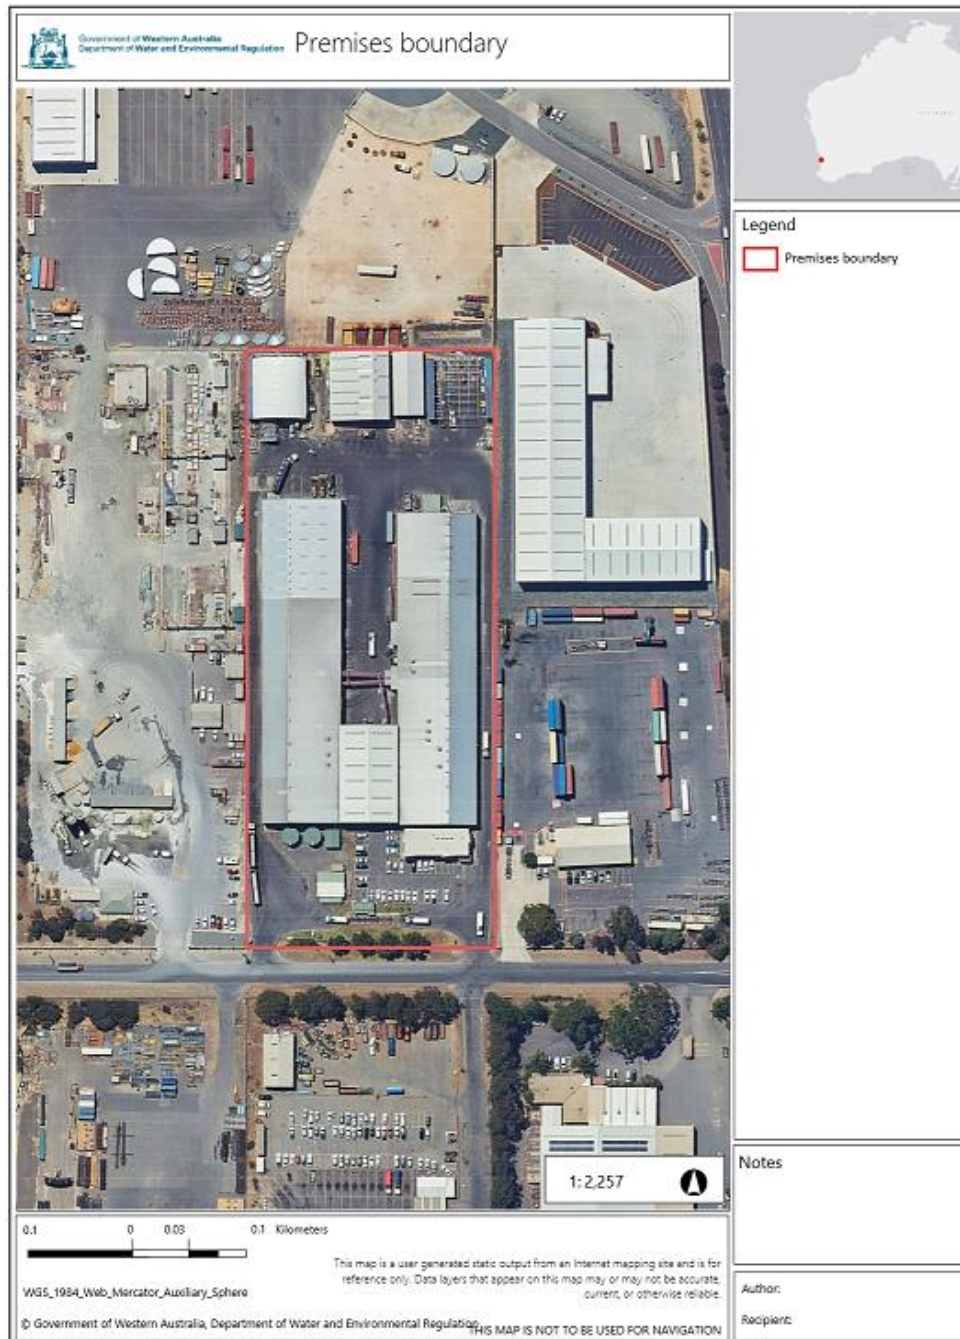 Government of Western Australia
Department of Water and Environmental Regulation
Premises boundary
Legend
Premises boundary
1: 2,257
Notes
0.1 0 0.03 0.1 Kilometers
This map is a user generated static output from an Internet mapping site and is for
reference only. Data layers that appear on this map may or may not be accurate,
current, or otherwise reliable.
WGS_1984_Web_Mercator_Auxiliary_Sphere
© Government of Western Australia, Department of Water and Environmental Regulation
THIS MAP IS NOT TO BE USED FOR NAVIGATION
Author:
Recipient: